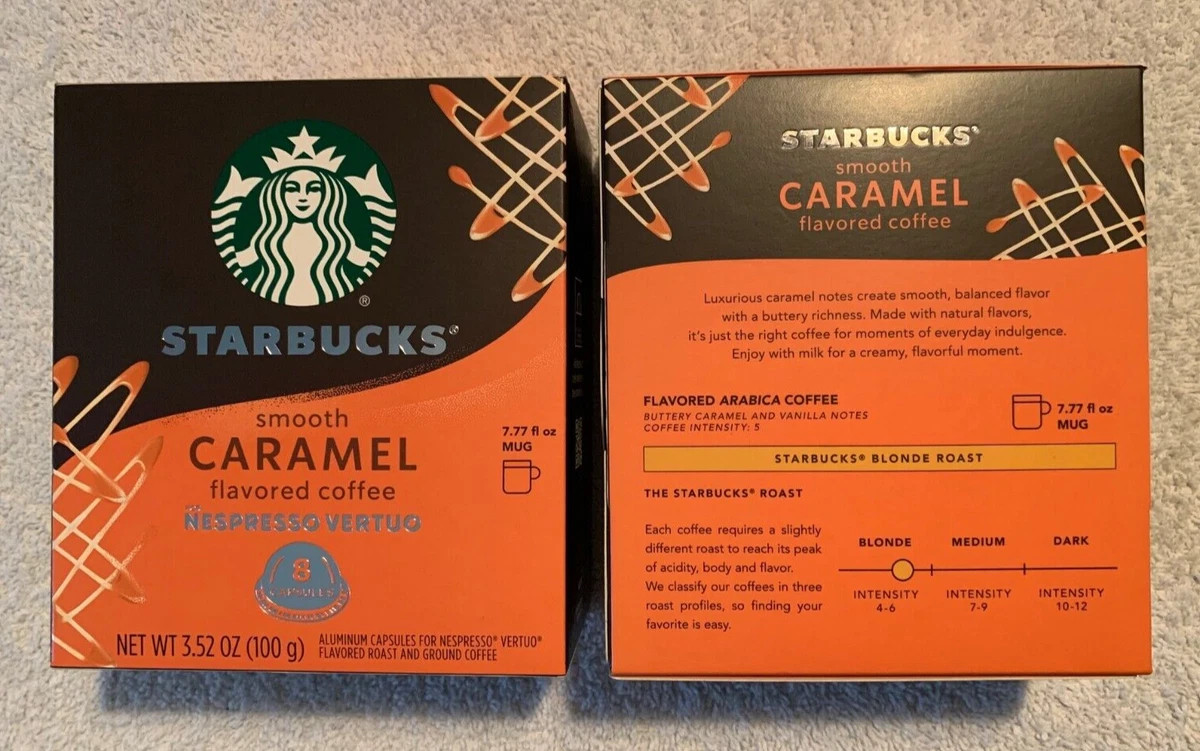 ®
STARBUCKS®
smooth
CARAMEL
flavored coffee
NESPRESSO VERTUO
8
CAPSULES
7.77 fl oz
MUG
NET WT 3.52 OZ (100 g)
ALUMINUM CAPSULES FOR NESPRESSO® VERTUO®
FLAVORED ROAST AND GROUND COFFEE
STARBUCKS®
smooth
CARAMEL
flavored coffee
Luxurious caramel notes create smooth, balanced flavor
with a buttery richness. Made with natural flavors,
it's just the right coffee for moments of everyday indulgence.
Enjoy with milk for a creamy, flavorful moment.
FLAVORED ARABICA COFFEE
BUTTERY CARAMEL AND VANILLA NOTES
COFFEE INTENSITY: 5
7.77 fl oz
MUG
STARBUCKS® BLONDE ROAST
THE STARBUCKS® ROAST
Each coffee requires a slightly
different roast to reach its peak
of acidity, body and flavor.
We classify our coffees in three
roast profiles, so finding your
favorite is easy.
BLONDE MEDIUM DARK
INTENSITY INTENSITY INTENSITY
4-6 7-9 10-12